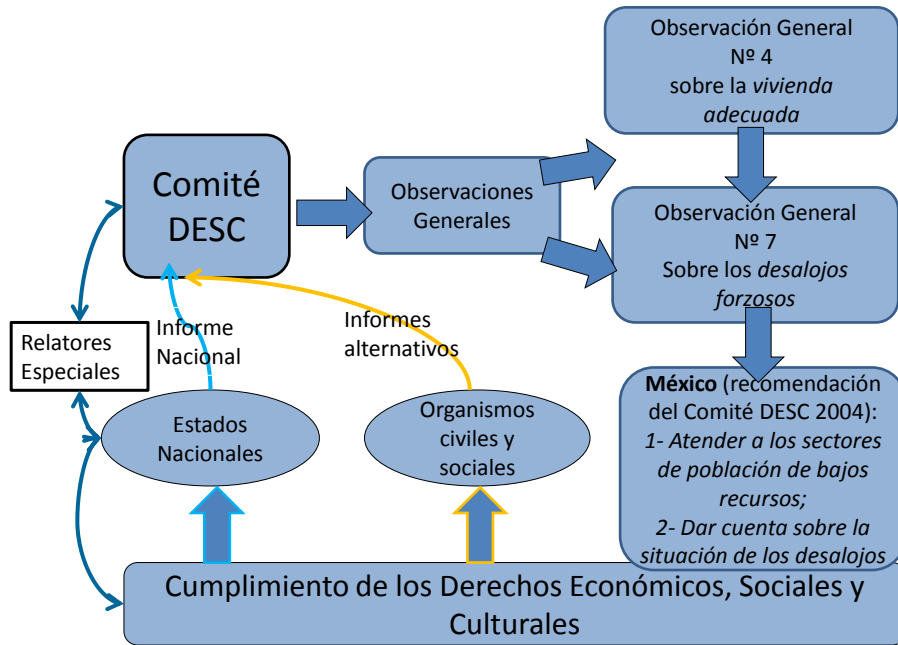 Observación General
Nº 4
sobre la vivienda
adecuada
Comité
DESC
Observaciones
Generales
Observación General
Nº 7
Sobre los desalojos
forzosos
Informe
Nacional
Informes
alternativos
Relatores
Especiales
Estados
Nacionales
Organismos
civiles y
sociales
México (recomendación
del Comité DESC 2004):
1- Atender a los sectores
de población de bajos
recursos;
2- Dar cuenta sobre la
situación de los desalojos
Cumplimiento de los Derechos Económicos, Sociales y
Culturales